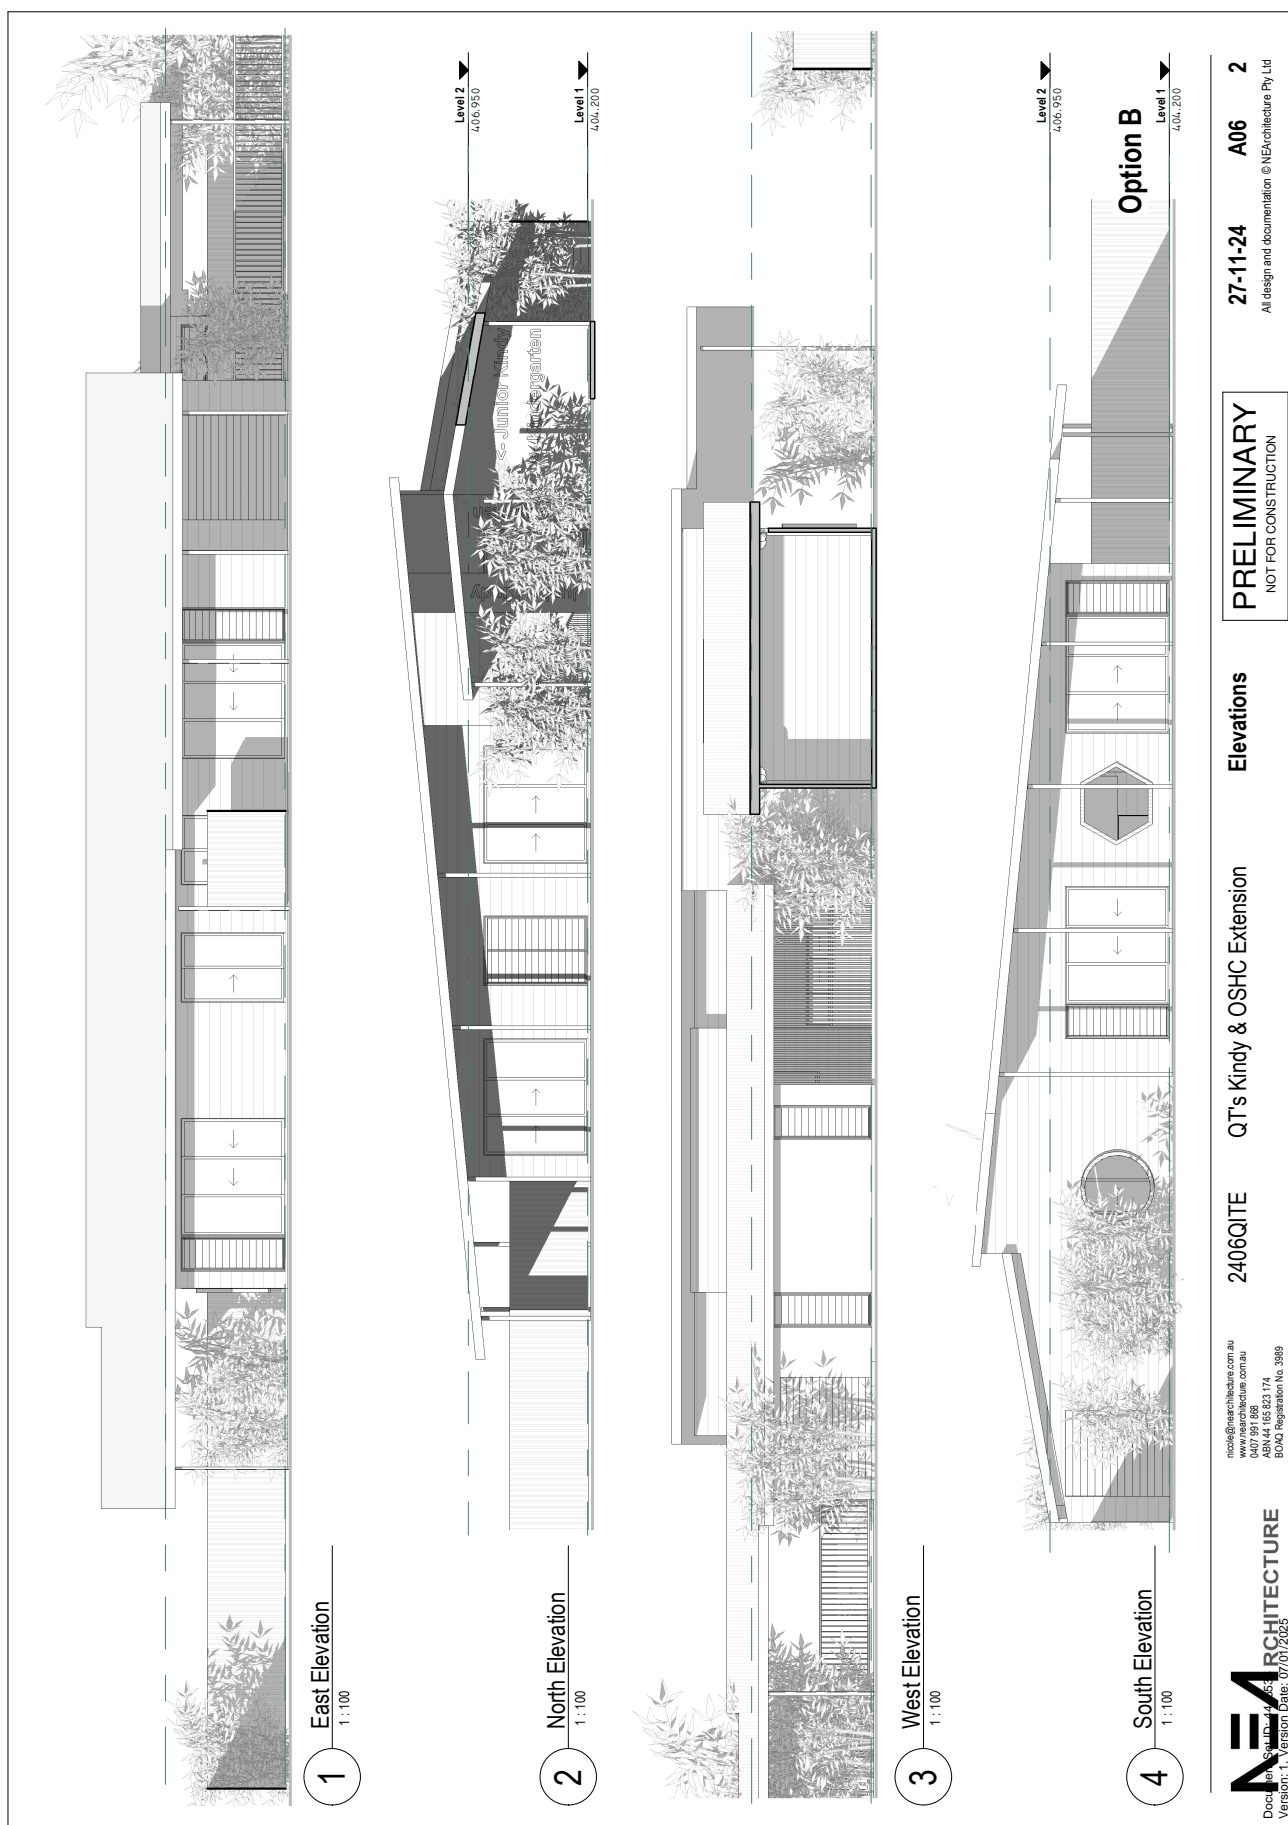 Level 2
406.950
Level 1
404.200
1
East Elevation
1 : 100
<- Junior Kindy
Kindergarten
2
North Elevation
1 : 100
3
West Elevation
1 : 100
Level 2
406.950
Level 1
404.200
Option B
4
South Elevation
1 : 100
ARCHITECTURE
nicole@nearchitecture.com.au
www.nearchitecture.com.au
0407 991 868
ABN 44 165 823 174
BOAQ Registration No. 3989
2406QITE
QT's Kindy & OSHC Extension
Elevations
PRELIMINARY
NOT FOR CONSTRUCTION
27-11-24
A06
2
All design and documentation © NEArchitecture Pty Ltd
Document Set ID:
Version: 1, Version Date: 07/01/2025